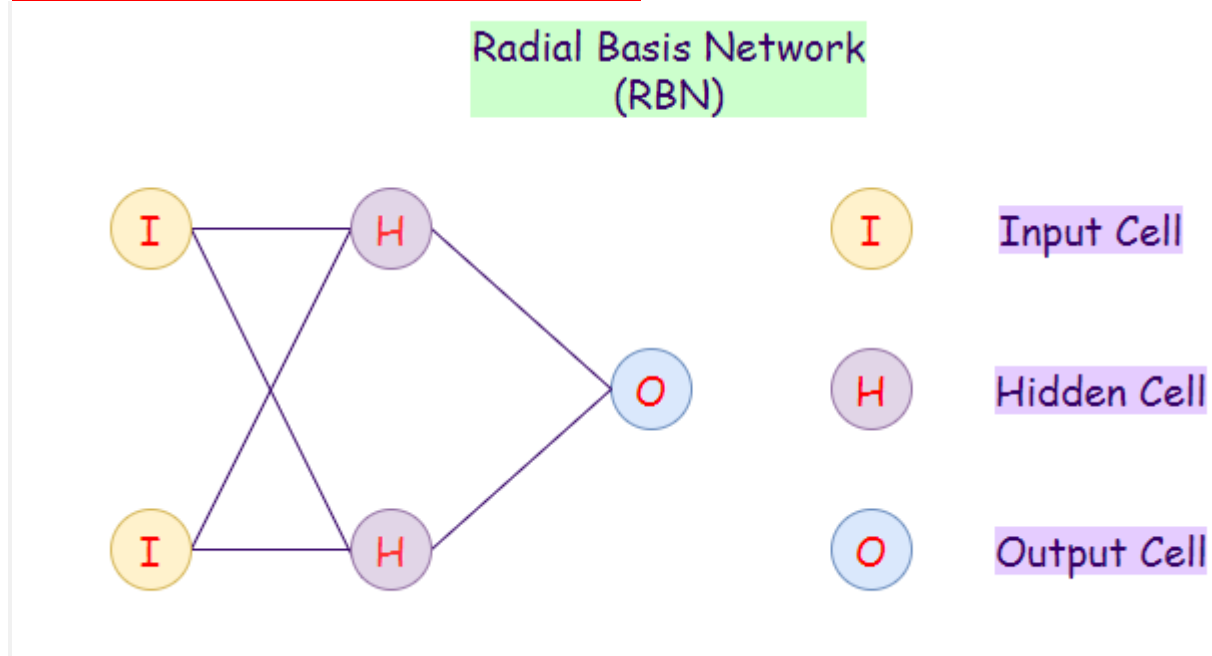 Radial Basis Network
(RBN)
I H I Input Cell
O H Hidden Cell
I H O Output Cell